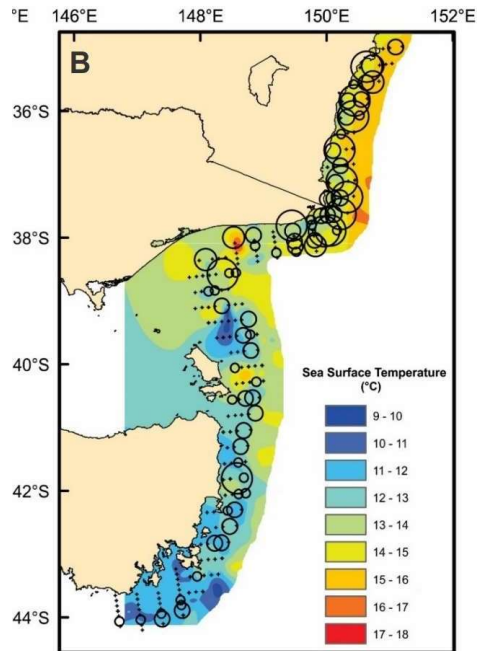 °E 146°E 148°E 150°E 152°E
B
36°S
38°S
40°S
42°S
44°S
Sea Surface Temperature
(°C)
9 - 10
10 - 11
11 - 12
12 - 13
13 - 14
14 - 15
15 - 16
16 - 17
17 - 18